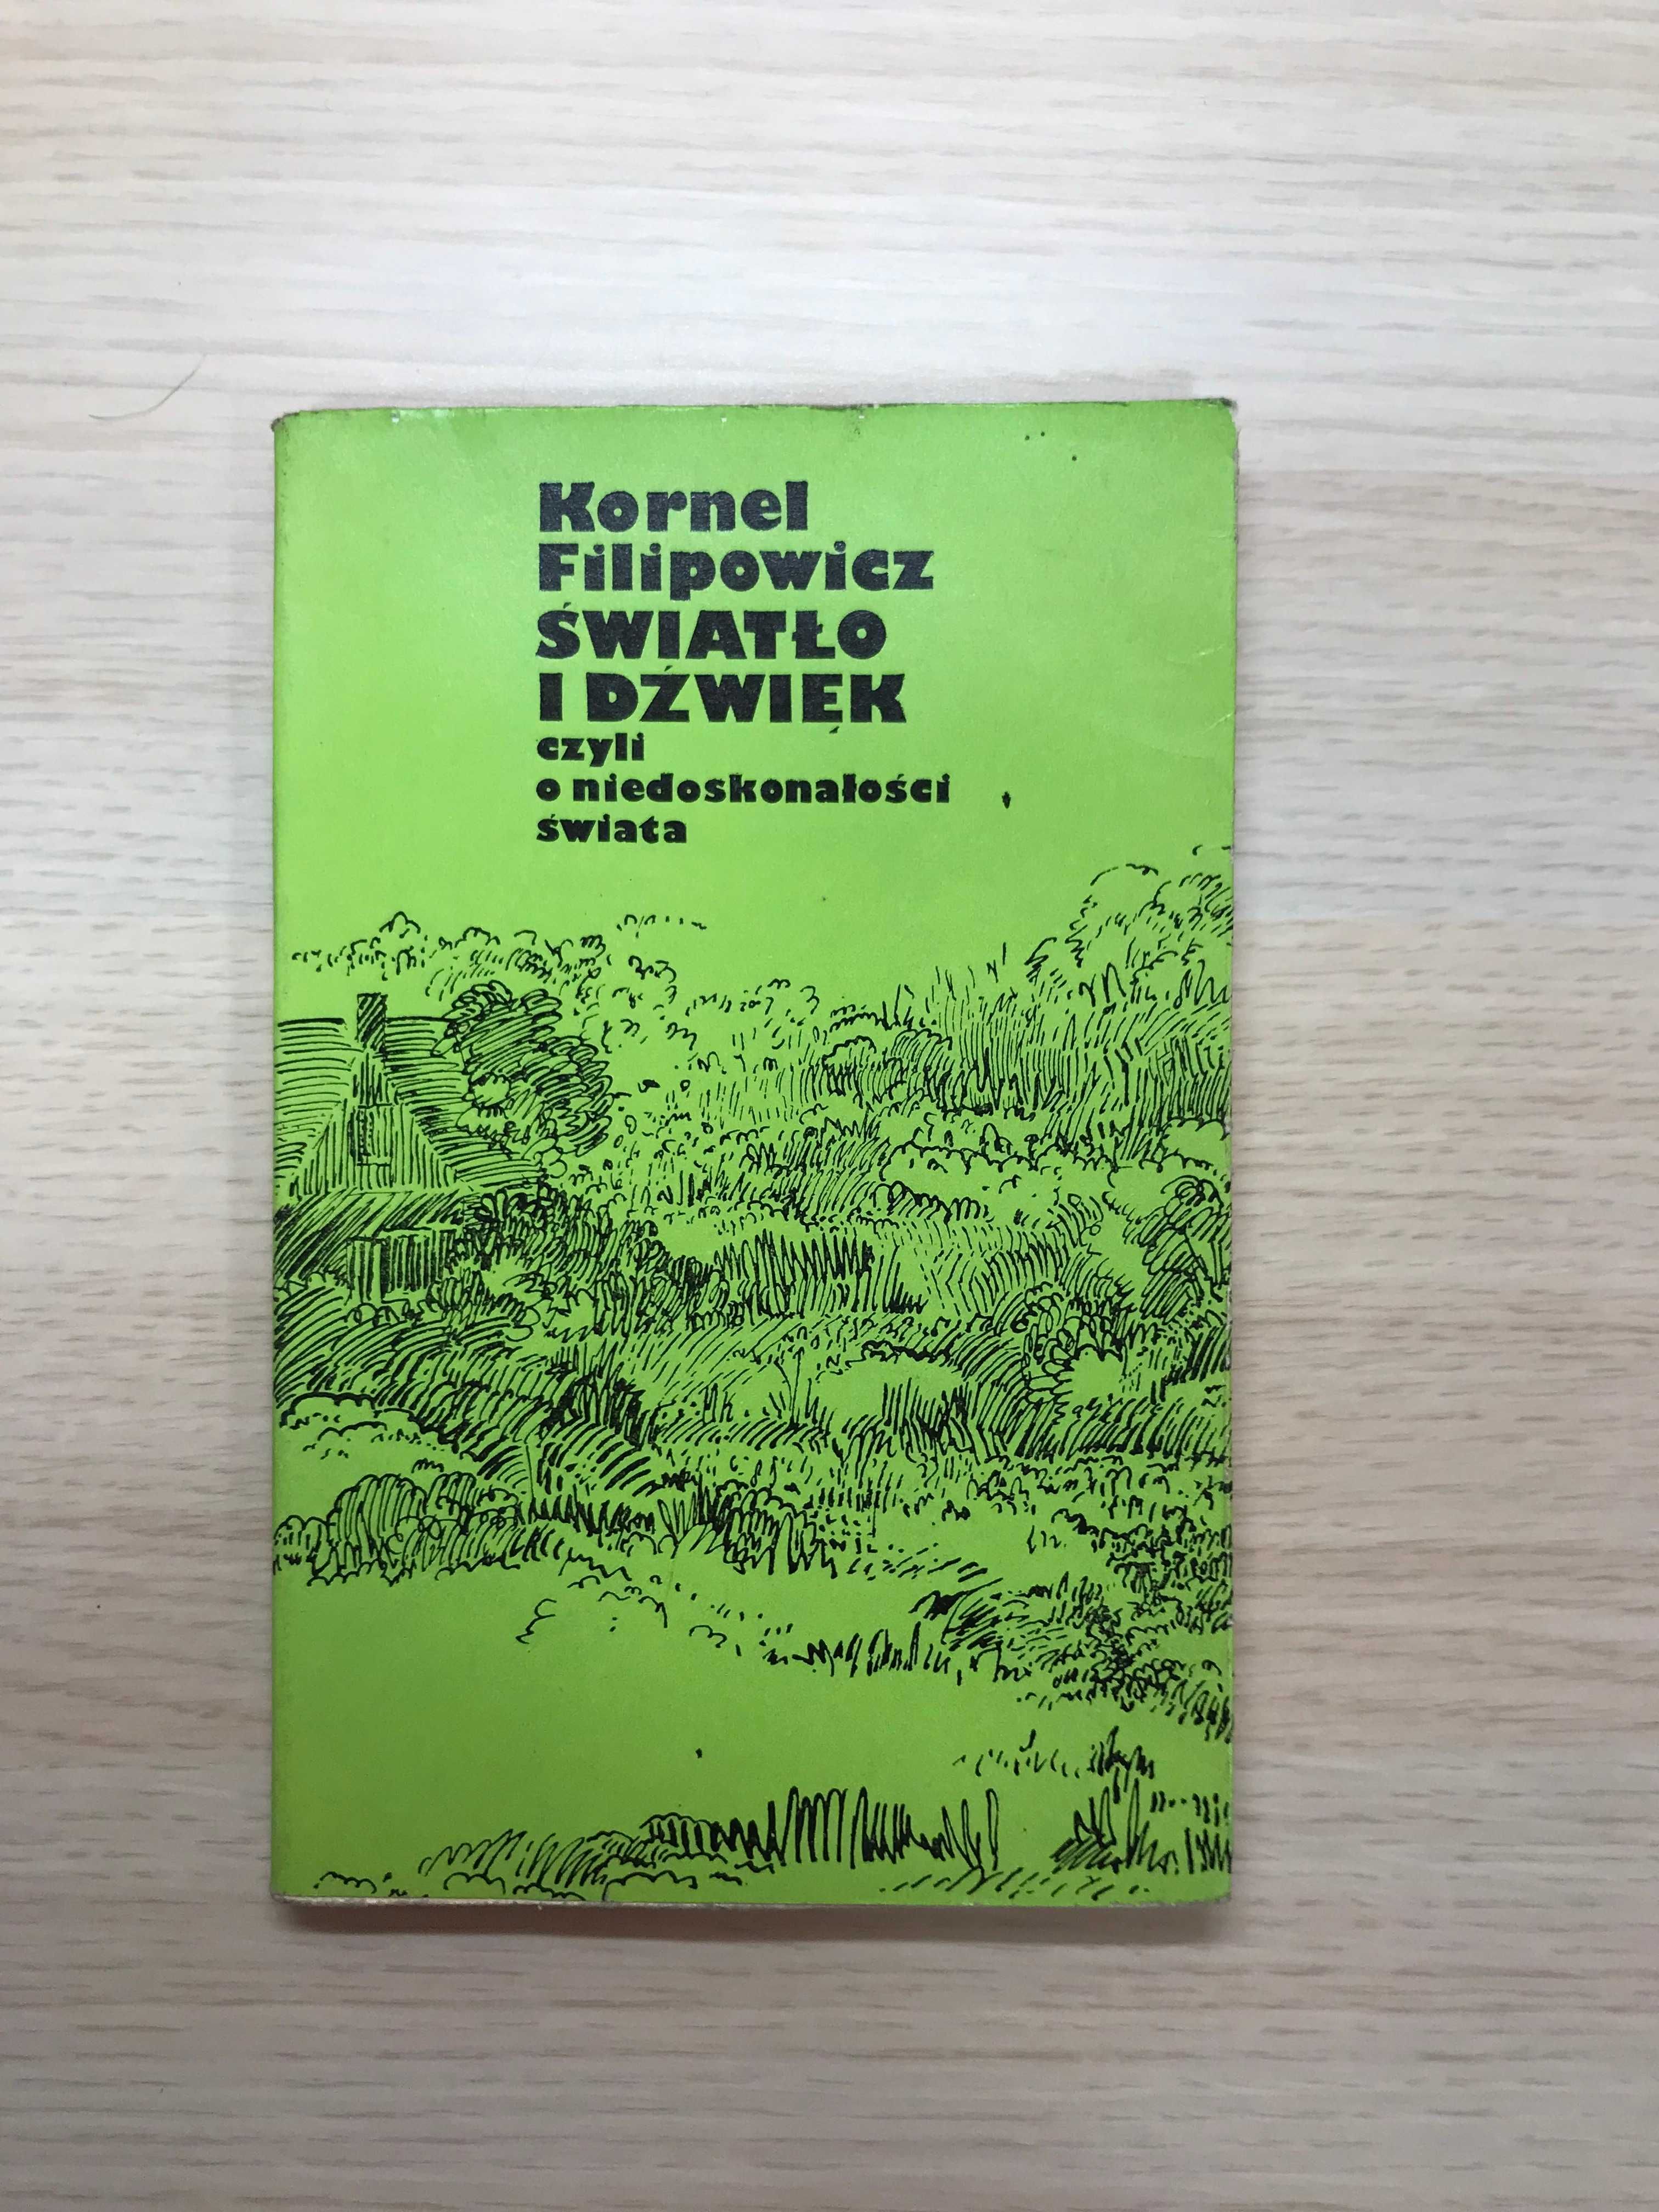 Kornel
Filipowicz
ŚWIATŁO
I DŹWIĘK
czyli
o niedoskonałości
świata